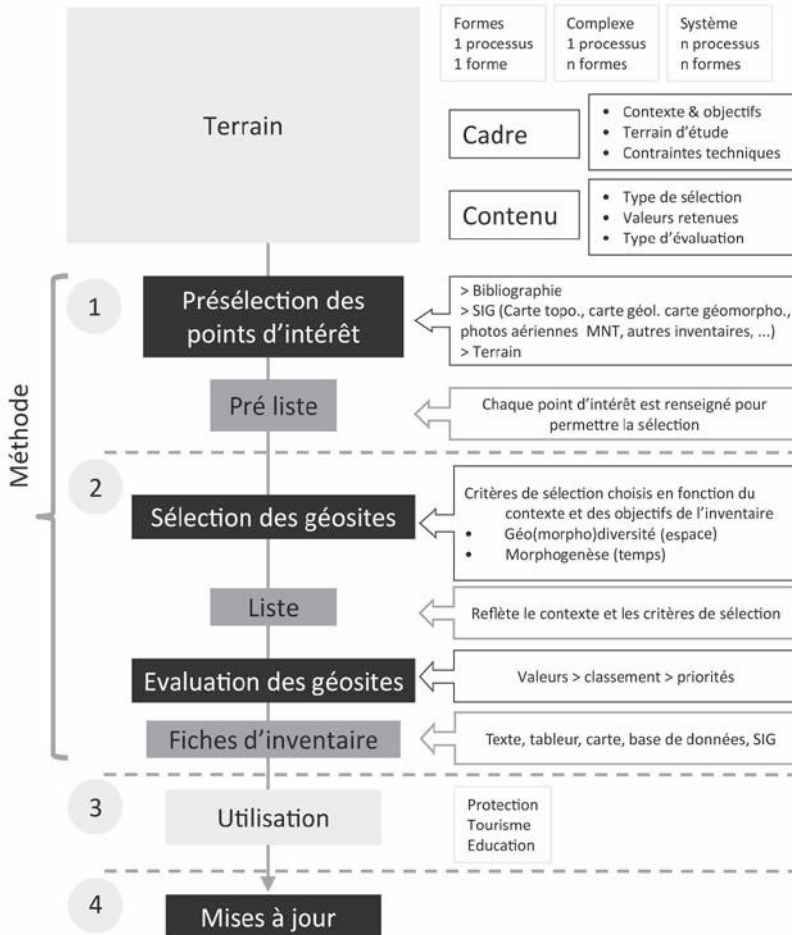 Formes
1 processus
1 forme
Complexe
1 processus
n formes
Système
n processus
n formes
Terrain
Cadre
• Contexte & objectifs
• Terrain d'étude
• Contraintes techniques
Contenu
• Type de sélection
• Valeurs retenues
• Type d'évaluation
Méthode
1
Présélection des
points d'intérêt
> Bibliographie
> SIG (Carte topo., carte géol. carte géomorpho.,
photos aériennes MNT, autres inventaires, ...)
> Terrain
Pré liste
Chaque point d'intérêt est renseigné pour
permettre la sélection
2
Sélection des géosites
Critères de sélection choisis en fonction du
contexte et des objectifs de l'inventaire
• Géo(morpho)diversité (espace)
• Morphogenèse (temps)
Liste
Reflète le contexte et les critères de sélection
Evaluation des géosites
Valeurs > classement > priorités
Fiches d'inventaire
Texte, tableur, carte, base de données, SIG
3
Utilisation
Protection
Tourisme
Education
4
Mises à jour